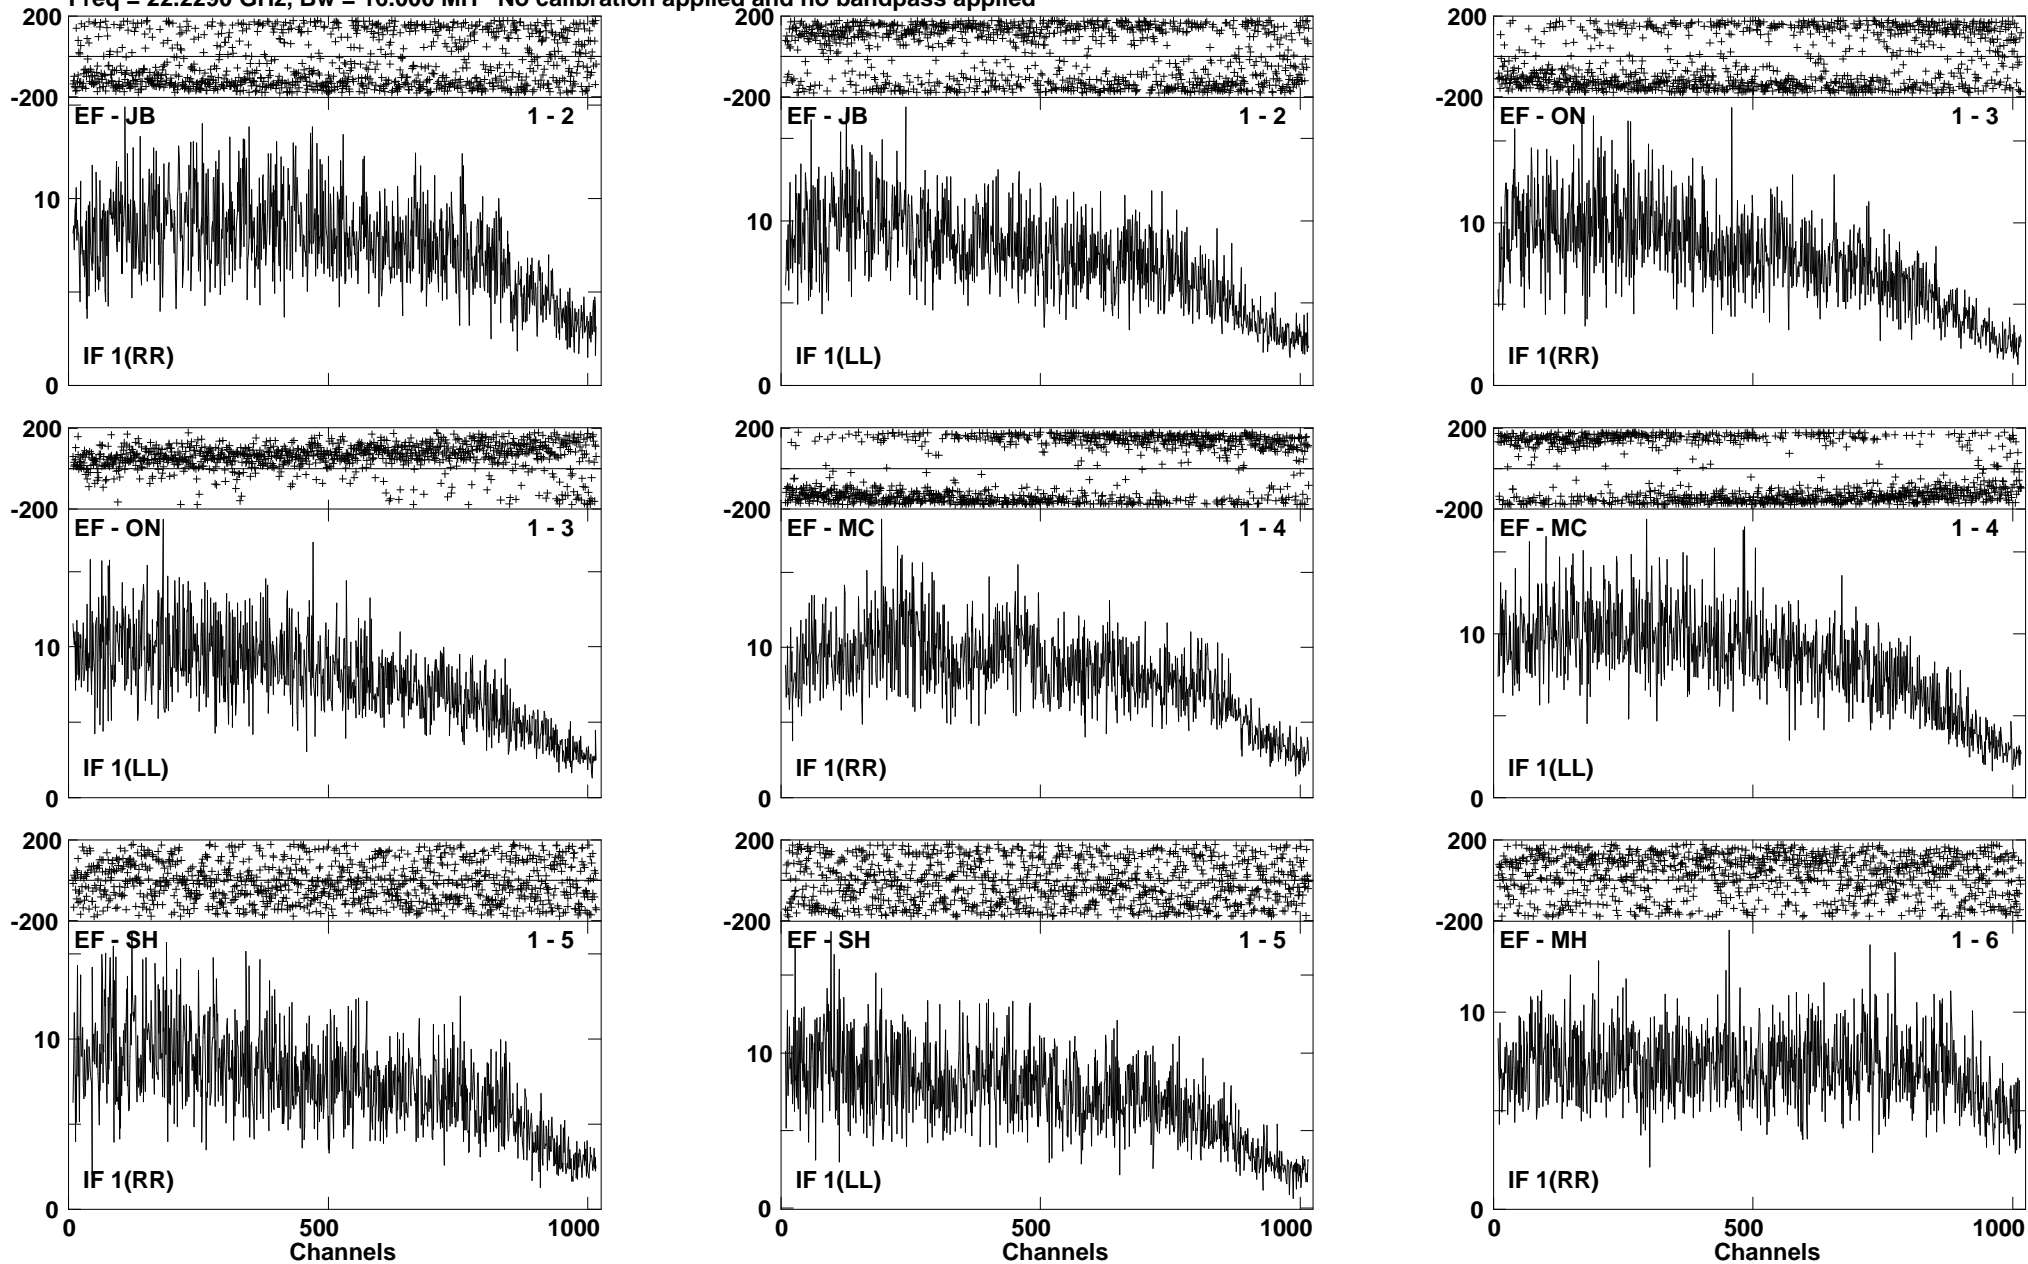 Freq = 22.2290 GHz, Bw = 16.000 MH No calibration applied and no bandpass applied
200 200 200
-200 -200 -200
EF - JB 1 - 2 EF - JB 1 - 2 EF - ON 1 - 3
10 10 10
IF 1(RR) IF 1(LL) IF 1(RR)
0 0 0
200 200 200
-200 -200 -200
EF - ON 1 - 3 EF - MC 1 - 4 EF - MC 1 - 4
10 10 10
IF 1(LL) IF 1(RR) IF 1(LL)
0 0 0
200 200 200
-200 -200 -200
EF - SH 1 - 5 EF - SH 1 - 5 EF - MH 1 - 6
10 10 10
IF 1(RR) IF 1(LL) IF 1(RR)
0 0 0
0 500 1000 0 500 1000 0 500 1000
Channels Channels Channels